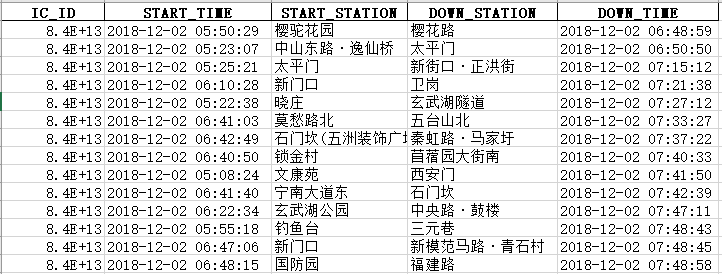 IC_ID START_TIME START_STATION DOWN_STATION DOWN_TIME
8.4E+13 2018-12-02 05:50:29 樱驼花园 樱花路 2018-12-02 06:48:59
8.4E+13 2018-12-02 05:23:07 中山东路·逸仙桥 太平门 2018-12-02 06:50:50
8.4E+13 2018-12-02 05:25:21 太平门 新街口·正洪街 2018-12-02 07:15:12
8.4E+13 2018-12-02 06:10:28 新门口 卫岗 2018-12-02 07:21:38
8.4E+13 2018-12-02 05:22:38 晓庄 玄武湖隧道 2018-12-02 07:27:12
8.4E+13 2018-12-02 06:41:03 莫愁路北 五台山北 2018-12-02 07:33:27
8.4E+13 2018-12-02 06:42:49 石门坎(五洲装饰广场 秦虹路·马家圩 2018-12-02 07:37:22
8.4E+13 2018-12-02 06:40:50 锁金村 苜蓿园大街南 2018-12-02 07:40:33
8.4E+13 2018-12-02 05:08:24 文康苑 西安门 2018-12-02 07:41:50
8.4E+13 2018-12-02 06:41:40 宁南大道东 石门坎 2018-12-02 07:42:39
8.4E+13 2018-12-02 06:22:34 玄武湖公园 中央路·鼓楼 2018-12-02 07:47:11
8.4E+13 2018-12-02 05:55:18 钓鱼台 三元巷 2018-12-02 07:48:43
8.4E+13 2018-12-02 06:47:06 新门口 新模范马路·青石村 2018-12-02 07:48:45
8.4E+13 2018-12-02 06:48:15 国防园 福建路 2018-12-02 07:48:58